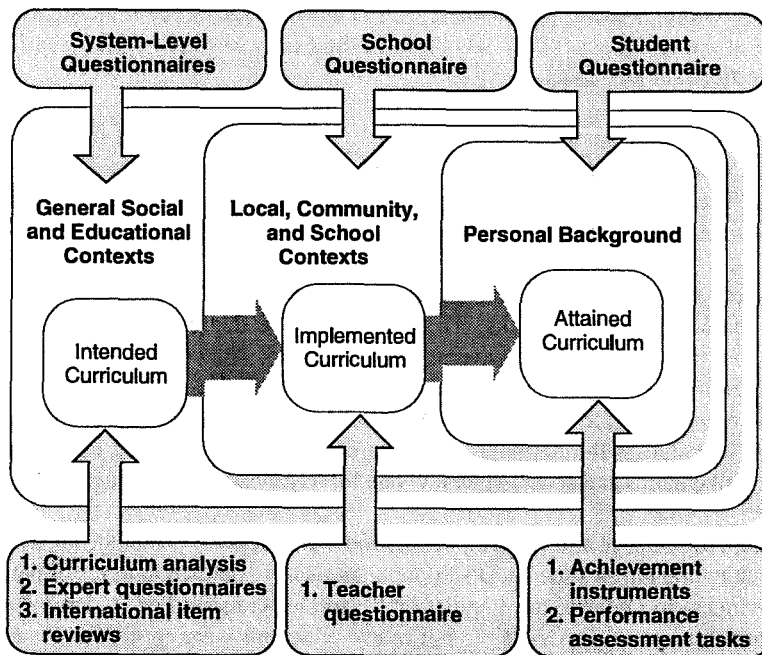 System-Level
Questionnaires
School
Questionnaire
Student
Questionnaire
General Social
and Educational
Contexts
Local, Community,
and School
Contexts
Personal Background
Intended
Curriculum
Implemented
Curriculum
Attained
Curriculum
1. Curriculum analysis
2. Expert questionnaires
3. International item
reviews
1. Teacher
questionnaire
1. Achievement
instruments
2. Performance
assessment tasks